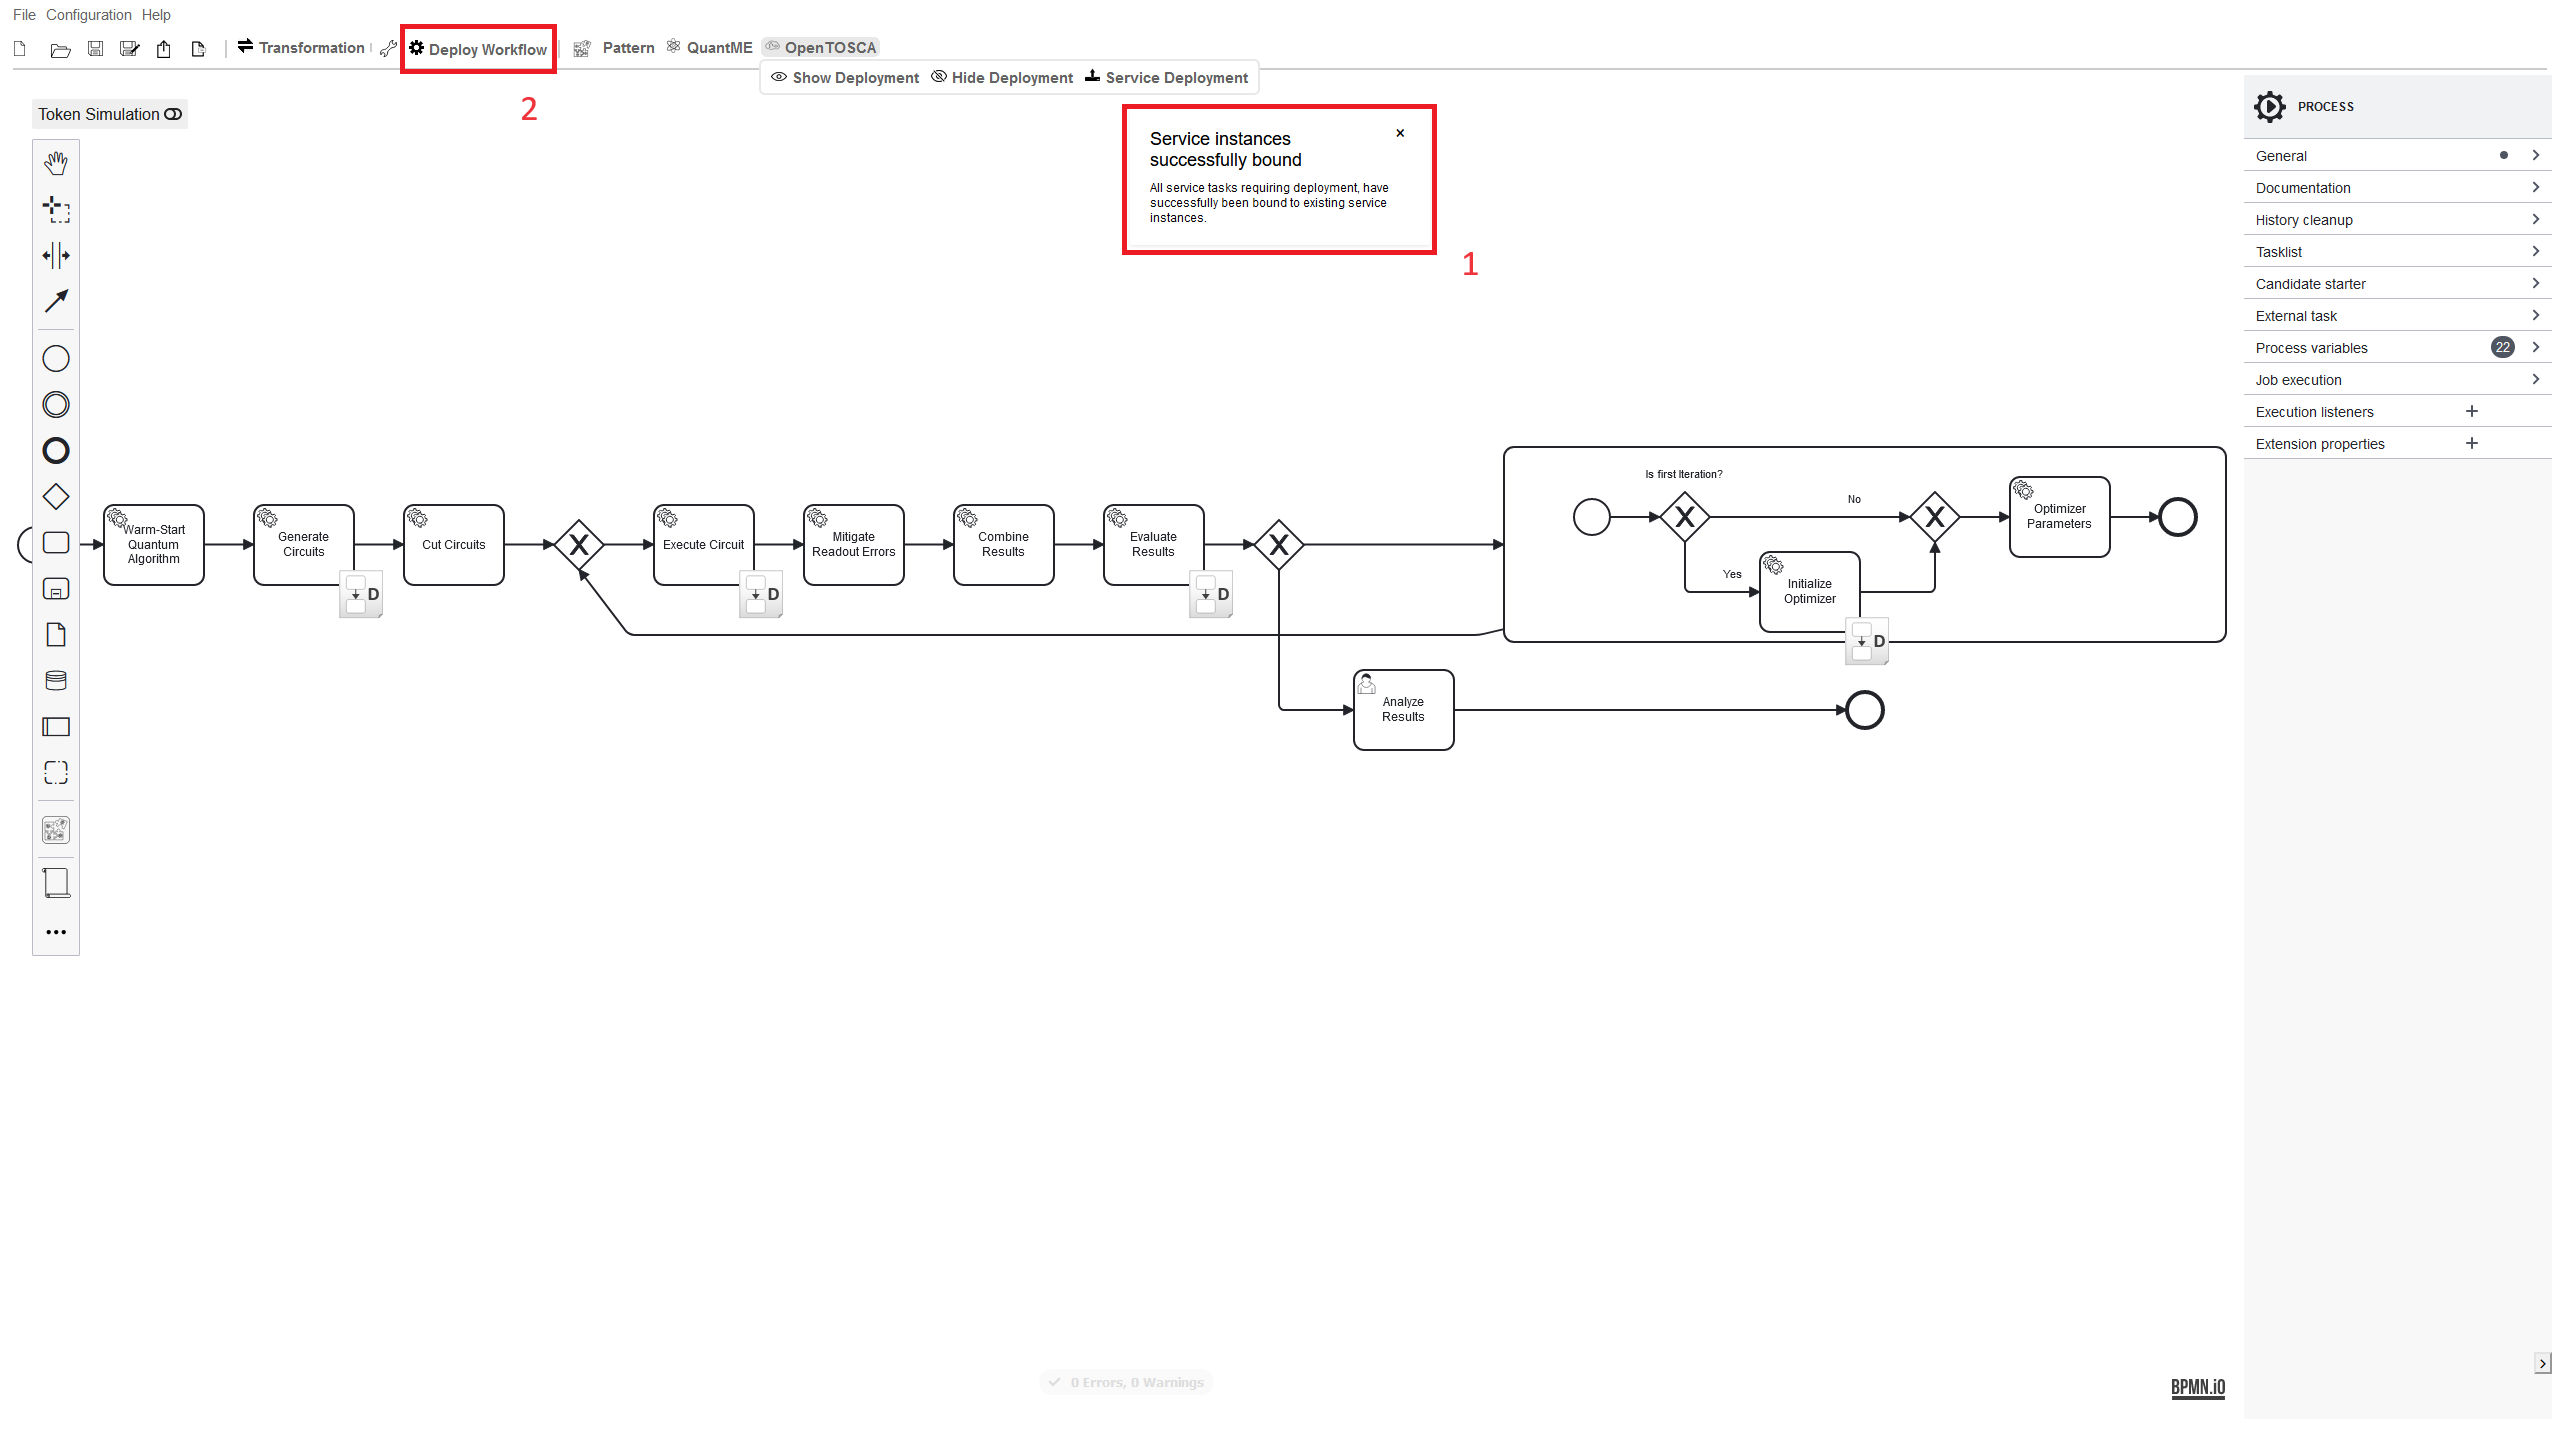 File Configuration Help
Transformation Deploy Workflow Pattern QuantME OpenTOSCA
Show Deployment Hide Deployment Service Deployment
2
Token Simulation
Service instances
successfully bound
All service tasks requiring deployment, have
successfully been bound to existing service
instances.
1
PROCESS
General
Documentation
History cleanup
Tasklist
Candidate starter
External task
Process variables 22
Job execution
Execution listeners
Extension properties
Warm-Start
Quantum
Algorithm
Generate
Circuits
D
Cut Circuits
Execute Circuit
D
Mitigate
Readout Errors
Combine
Results
Evaluate
Results
D
Is first Iteration?
No
Yes
Initialize
Optimizer
D
Optimizer
Parameters
Analyze
Results
0 Errors, 0 Warnings
BPMN.iO